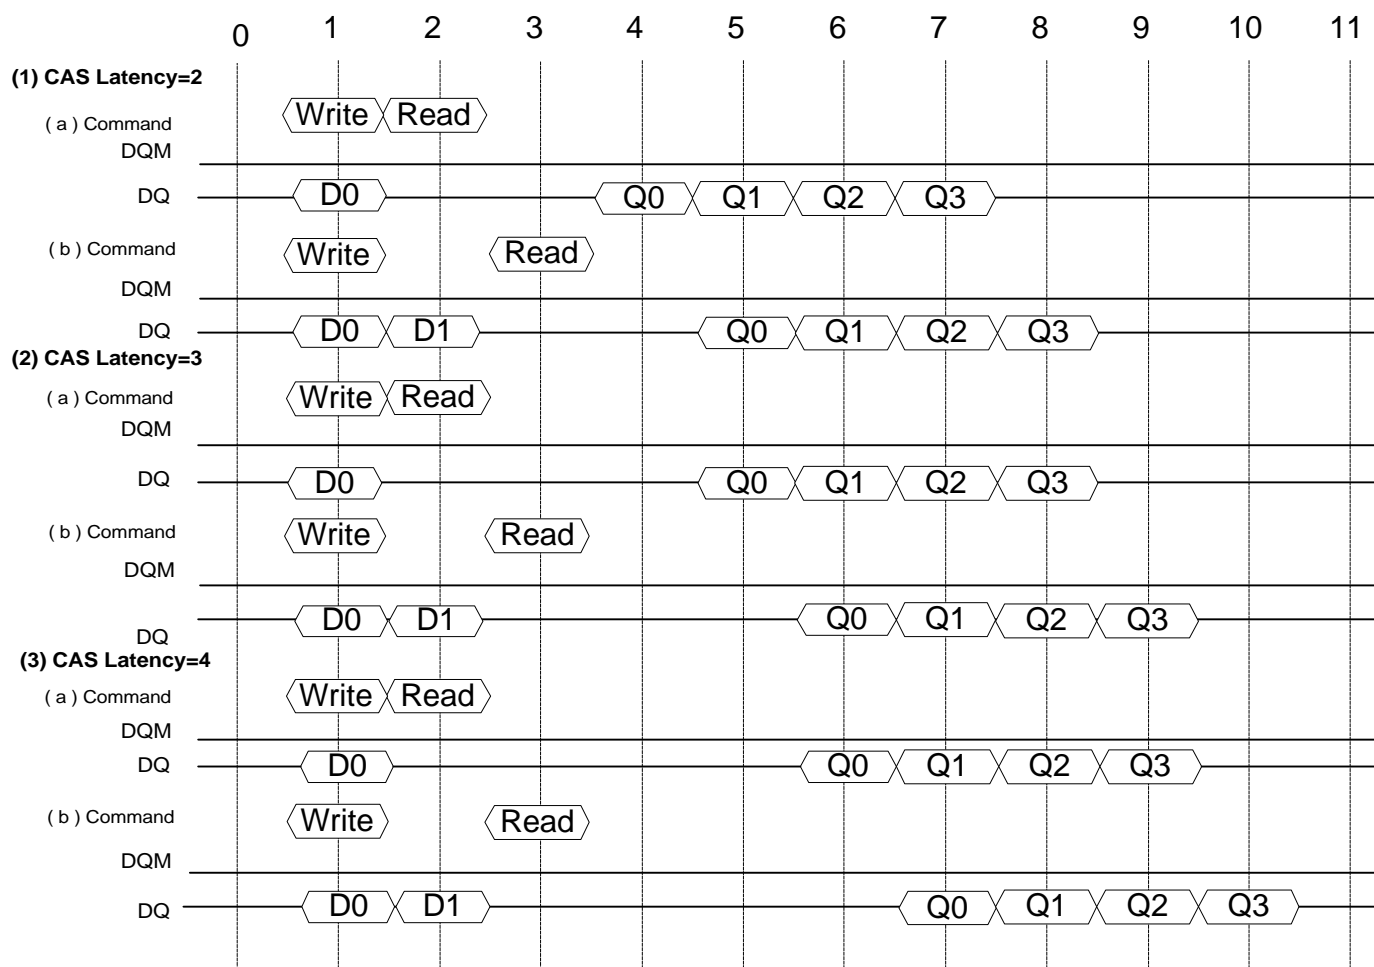 0 1 2 3 4 5 6 7 8 9 10 11
(1) CAS Latency=2
( a ) Command Write Read
DQM
DQ D0 Q0 Q1 Q2 Q3
( b ) Command Write Read
DQM
DQ D0 D1 Q0 Q1 Q2 Q3
(2) CAS Latency=3
( a ) Command Write Read
DQM
DQ D0 Q0 Q1 Q2 Q3
( b ) Command Write Read
DQM
DQ D0 D1 Q0 Q1 Q2 Q3
(3) CAS Latency=4
( a ) Command Write Read
DQM
DQ D0 Q0 Q1 Q2 Q3
( b ) Command Write Read
DQM
DQ D0 D1 Q0 Q1 Q2 Q3